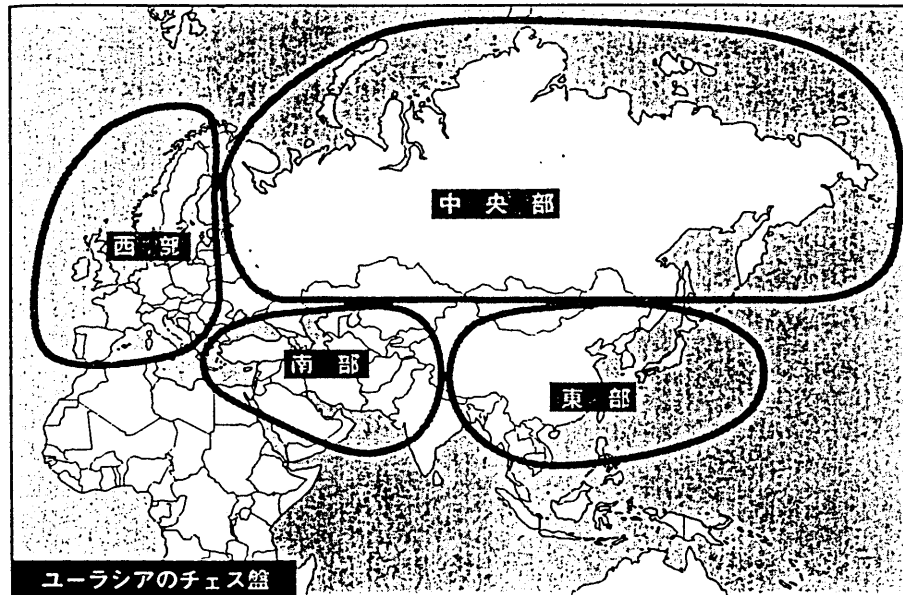 中央部
西部
南部
東部
ユーラシアのチェス盤